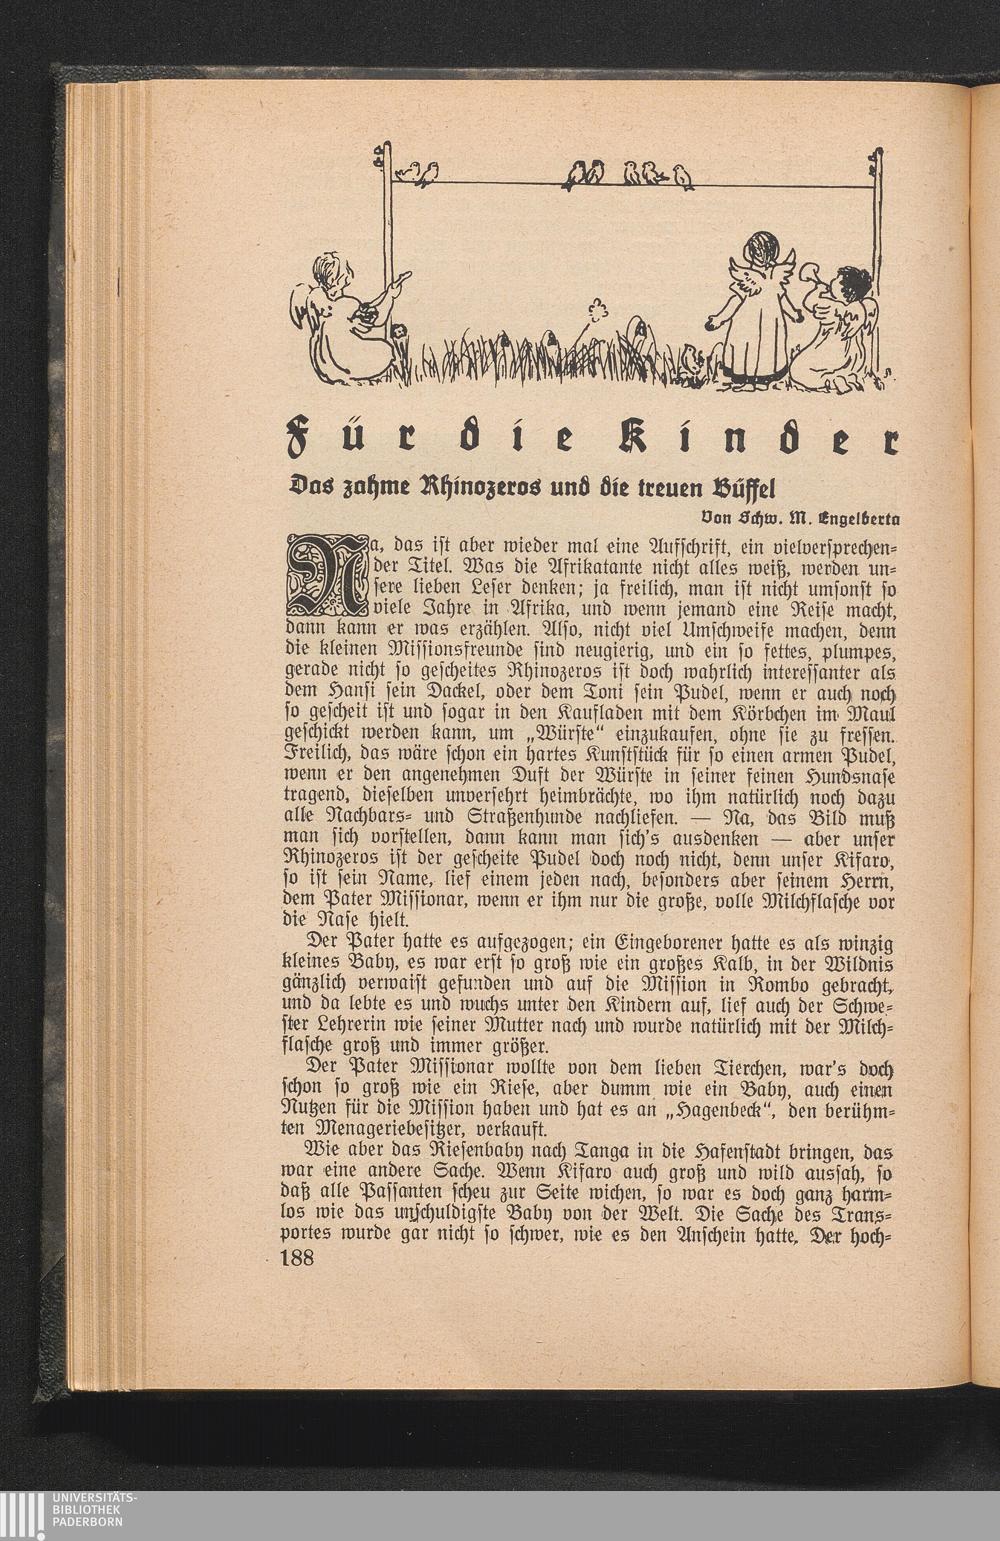 Für die Kinder
Das zahme Rhinozeros und die treuen Büffel
Von Schw. M. Engelberta
Na, das ist aber wieder mal eine Aufschrift, ein vielversprechen-
der Titel. Was die Afrikatante nicht alles weiß, werden un-
sere lieben Leser denken; ja freilich, man ist nicht umsonst so
viele Jahre in Afrika, und wenn jemand eine Reise macht,
dann kann er was erzählen. Also, nicht viel Umschweife machen, denn
die kleinen Missionsfreunde sind neugierig, und ein so fettes, plumpes,
gerade nicht so gescheites Rhinozeros ist doch wahrlich interessanter als
dem Hansi sein Dackel, oder dem Toni sein Pudel, wenn er auch noch
so gescheit ist und sogar in den Kaufladen mit dem Körbchen im Maul
geschickt werden kann, um „Würste“ einzukaufen, ohne sie zu fressen.
Freilich, das wäre schon ein hartes Kunststück für so einen armen Pudel,
wenn er den angenehmen Duft der Würste in seiner feinen Hundsnase
tragend, dieselben unversehrt heimbrächte, wo ihm natürlich noch dazu
alle Nachbars- und Straßenhunde nachliefen. — Na, das Bild muß
man sich vorstellen, dann kann man sich's ausdenken — aber unser
Rhinozeros ist der gescheite Pudel doch noch nicht, denn unser Kifaro,
so ist sein Name, lief einem jeden nach, besonders aber seinem Herrn,
dem Pater Missionar, wenn er ihm nur die große, volle Milchflasche vor
die Nase hielt.
Der Pater hatte es aufgezogen; ein Eingeborener hatte es als winzig
kleines Baby, es war erst so groß wie ein großes Kalb, in der Wildnis
gänzlich verwaist gefunden und auf die Mission in Rombo gebracht,
und da lebte es und wuchs unter den Kindern auf, lief auch der Schwe-
ster Lehrerin wie seiner Mutter nach und wurde natürlich mit der Milch-
flasche groß und immer größer.
Der Pater Missionar wollte von dem lieben Tierchen, war's doch
schon so groß wie ein Riese, aber dumm wie ein Baby, auch einen
Nutzen für die Mission haben und hat es an „Hagenbeck“, den berühm-
ten Menageriebesitzer, verkauft.
Wie aber das Riesenbaby nach Tanga in die Hafenstadt bringen, das
war eine andere Sache. Wenn Kifaro auch groß und wild aussah, so
daß alle Passanten scheu zur Seite wichen, so war es doch ganz harm-
los wie das unschuldigste Baby von der Welt. Die Sache des Trans-
portes wurde gar nicht so schwer, wie es den Anschein hatte. Der hoch-
188
UNIVERSITÄTS-
BIBLIOTHEK
PADERBORN